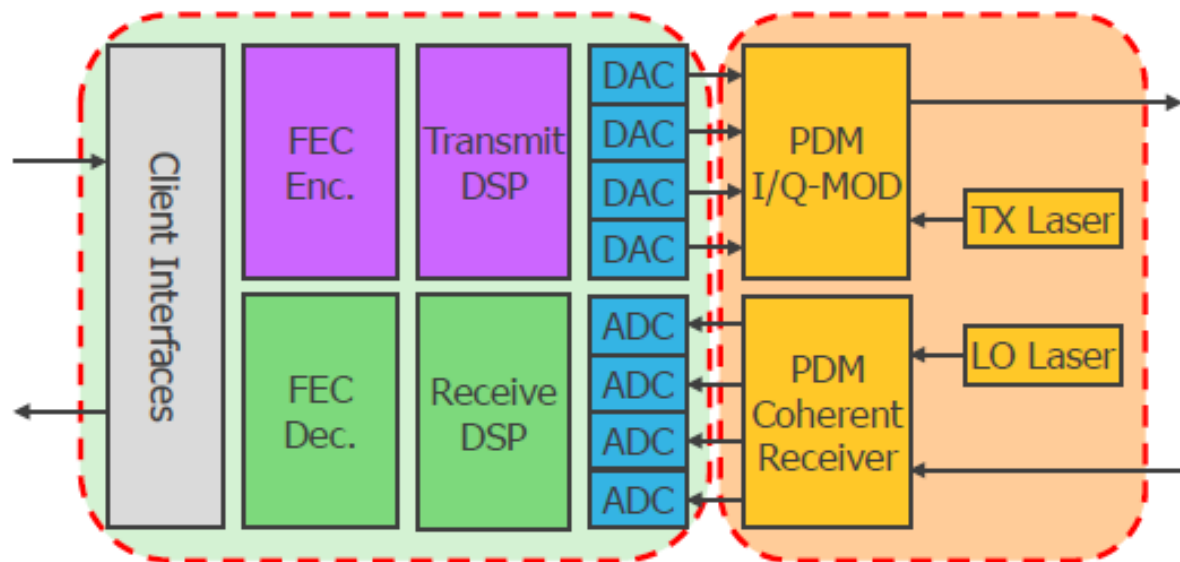 Client Interfaces
FEC
Enc.
Transmit
DSP
DAC
DAC
DAC
DAC
PDM
I/Q-MOD
TX Laser
FEC
Dec.
Receive
DSP
ADC
ADC
ADC
ADC
PDM
Coherent
Receiver
LO Laser